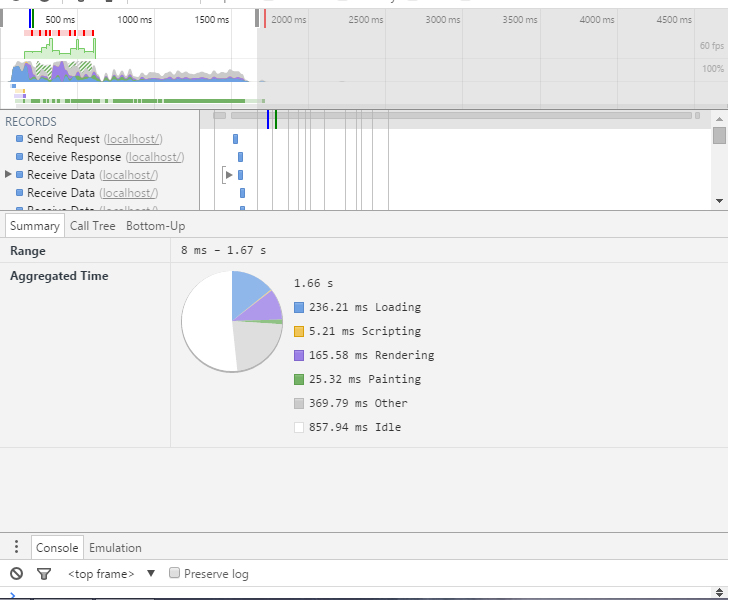 500 ms 1000 ms 1500 ms 2000 ms 2500 ms 3000 ms 3500 ms 4000 ms 4500 ms
60 fps
100%
RECORDS
Send Request (localhost/)
Receive Response (localhost/)
Receive Data (localhost/)
Receive Data (localhost/)
Receive Data (localhost/)
Summary Call Tree Bottom-Up
Range 8 ms – 1.67 s
Aggregated Time
1.66 s
236.21 ms Loading
5.21 ms Scripting
165.58 ms Rendering
25.32 ms Painting
369.79 ms Other
857.94 ms Idle
Console Emulation
<top frame> ▼ Preserve log